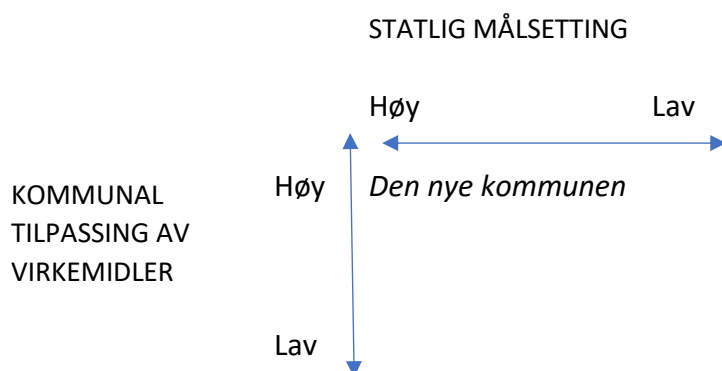 STATLIG MÅLSETTING
Høy Lav
KOMMUNAL
TILPASSING AV
VIRKEMIDLER
Høy
Den nye kommunen
Lav